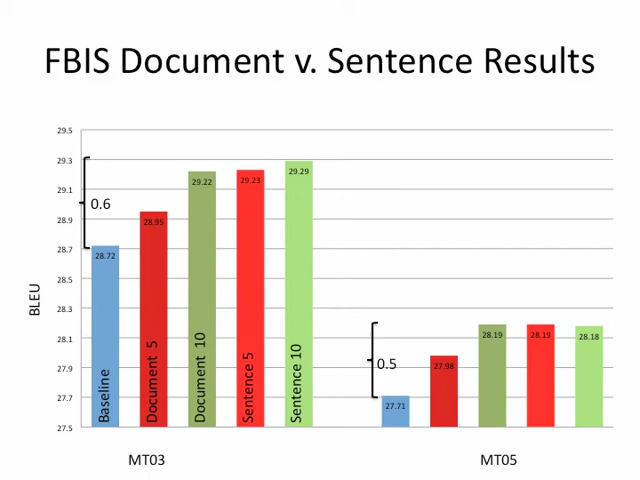 FBIS Document v. Sentence Results
29.5
29.3
29.1
28.9
28.7
28.5
28.3
28.1
27.9
27.7
27.5
BLEU
0.6
28.72
28.95
29.22
29.23
29.29
Baseline
Document 5
Document 10
Sentence 5
Sentence 10
0.5
27.71
27.98
28.19
28.19
28.18
MT03
MT05